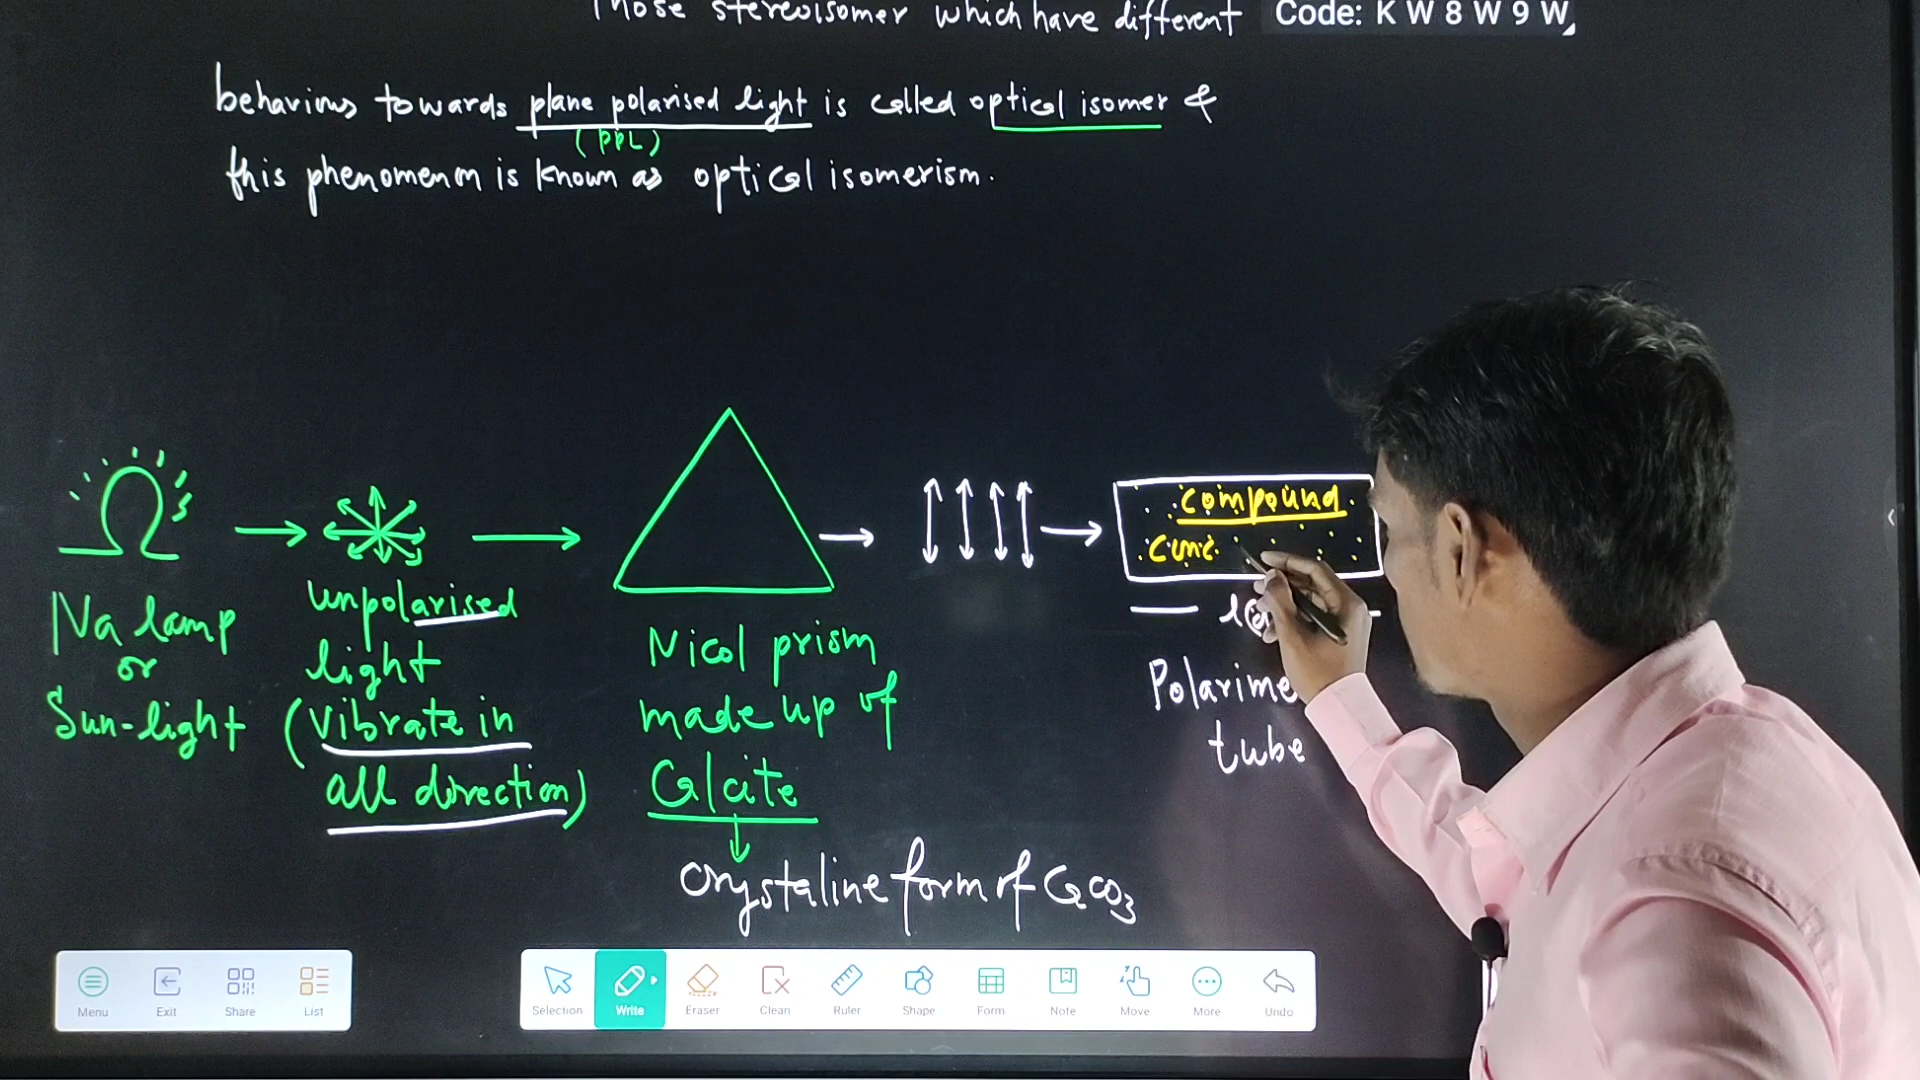 Those stereoisomer which have different Code: K W 8 W 9 W
behaviours towards plane polarised light is called optical isomer &
(PPL)
this phenomenon is known as optical isomerism.
compound
conc.
Na lamp
or
Sun-light
unpolarised
light
(vibrate in
all direction)
Nicol prism
made up of
Calcite
crystaline form of CaCO3
tube
Menu Exit Share List
Selection Write Eraser Clean Ruler Shape Form Note Move More Undo